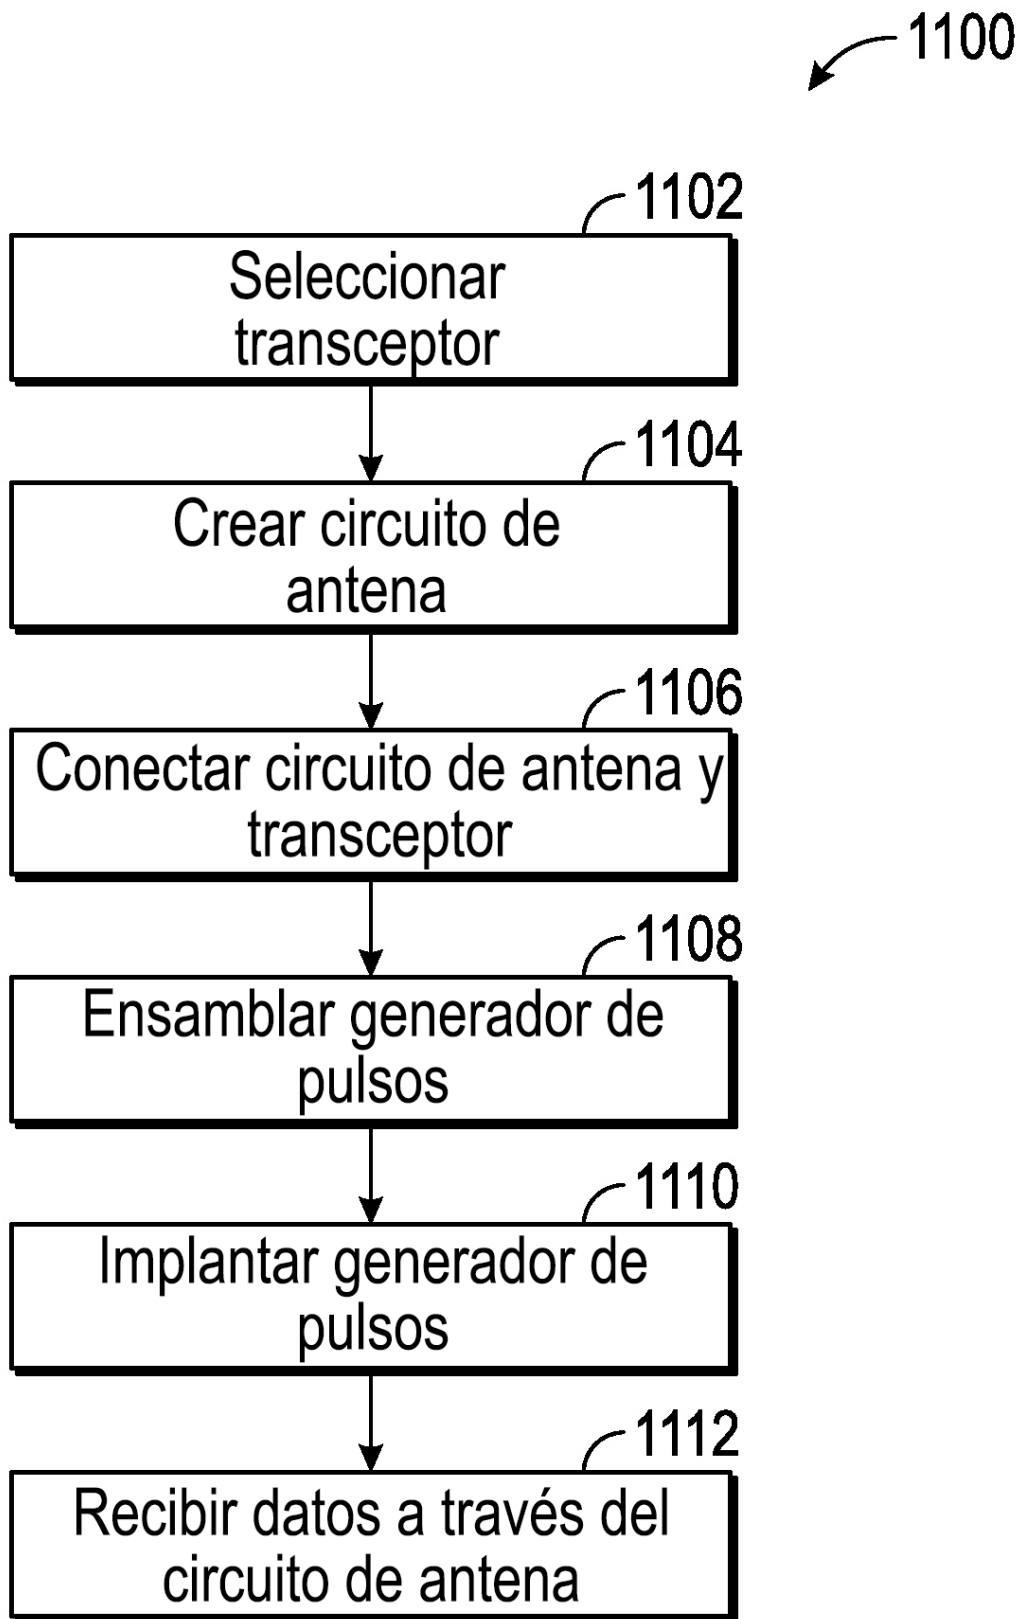 1100
1102
Seleccionar
transceptor
1104
Crear circuito de
antena
1106
Conectar circuito de antena y
transceptor
1108
Ensamblar generador de
pulsos
1110
Implantar generador de
pulsos
1112
Recibir datos a través del
circuito de antena